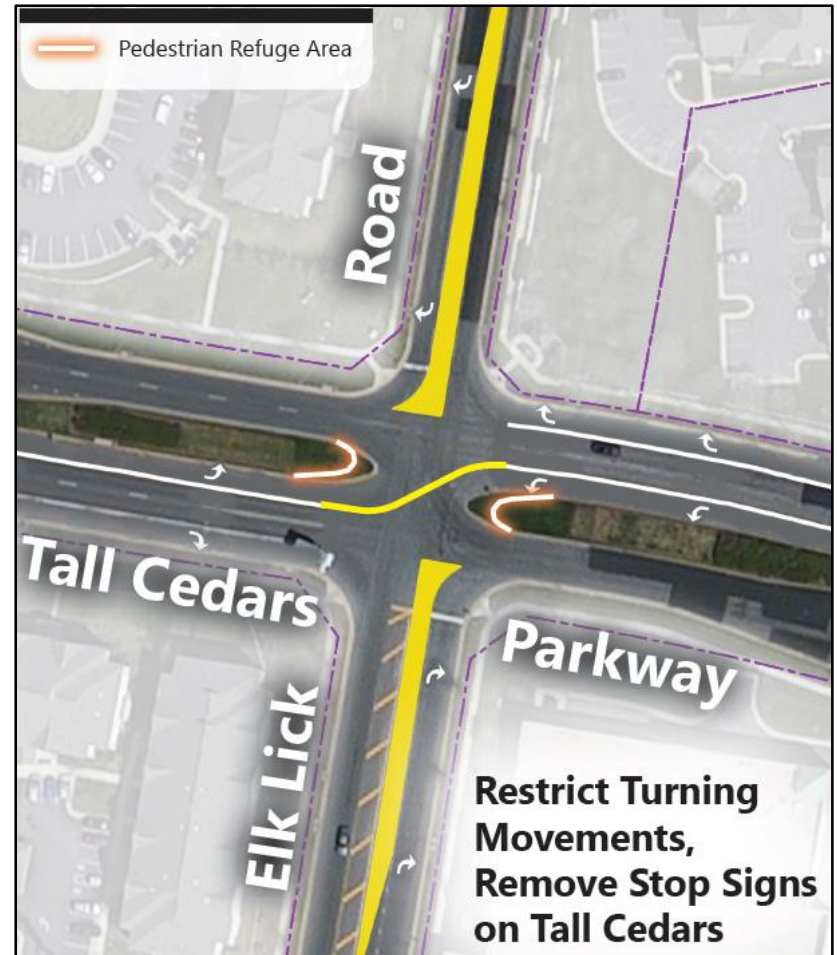 Pedestrian Refuge Area
Road
Tall Cedars
Parkway
Elk Lick
Restrict Turning
Movements,
Remove Stop Signs
on Tall Cedars